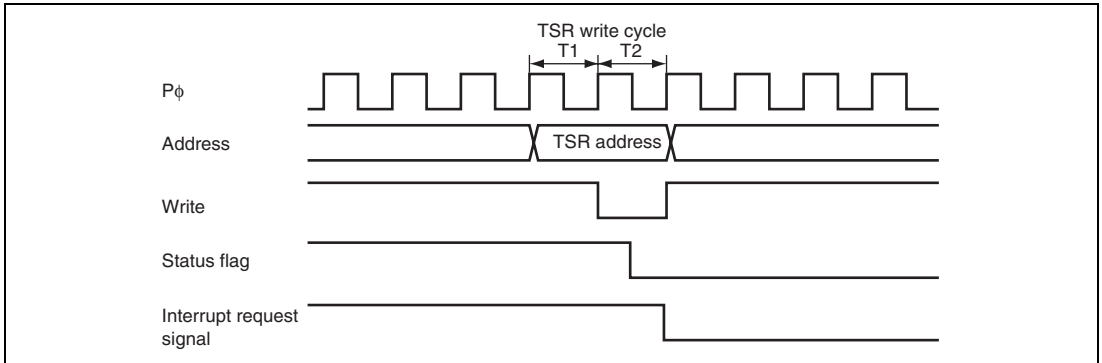 TSR write cycle
T1 T2
Pϕ
Address
TSR address
Write
Status flag
Interrupt request
signal